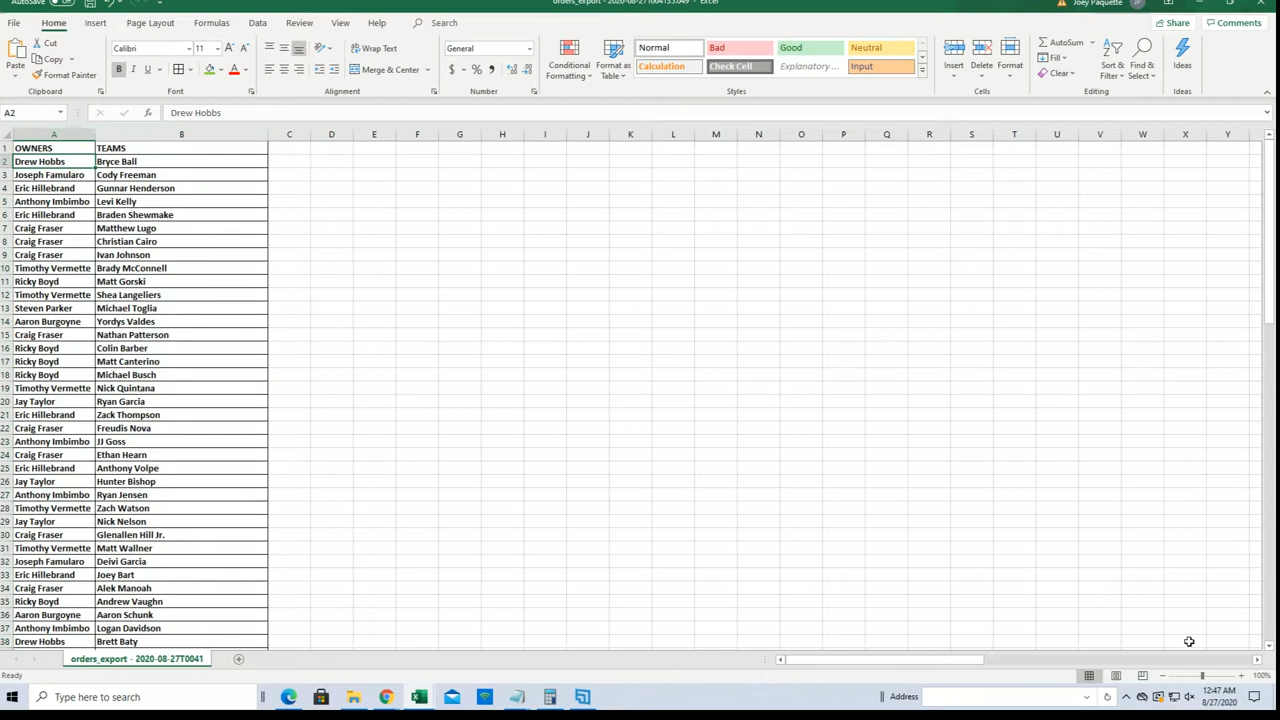 AutoSave Off orders_export - 2020-08-27T004133.049 - Excel Joey Paquette JP
File Home Insert Page Layout Formulas Data Review View Help Search Share Comments
Paste Cut Copy Format Painter Clipboard
Calibri 11 B I U A A Font
Wrap Text Merge & Center Alignment
General $ % Number
Conditional Formatting Format as Table
Normal Bad Good Neutral
Calculation Check Cell Explanatory ... Input
Styles
Insert Delete Format Cells
AutoSum Fill Clear Sort & Filter Find & Select Editing
Ideas Ideas
A2 fx Drew Hobbs
A B C D E F G H I J K L M N O P Q R S T U V W X Y
1 OWNERS TEAMS
2 Drew Hobbs Bryce Ball
3 Joseph Famularo Cody Freeman
4 Eric Hillebrand Gunnar Henderson
5 Anthony Imbimbo Levi Kelly
6 Eric Hillebrand Braden Shewmake
7 Craig Fraser Matthew Lugo
8 Craig Fraser Christian Cairo
9 Craig Fraser Ivan Johnson
10 Timothy Vermette Brady McConnell
11 Ricky Boyd Matt Gorski
12 Timothy Vermette Shea Langeliers
13 Steven Parker Michael Toglia
14 Aaron Burgoyne Yordys Valdes
15 Craig Fraser Nathan Patterson
16 Ricky Boyd Colin Barber
17 Ricky Boyd Matt Canterino
18 Ricky Boyd Michael Busch
19 Timothy Vermette Nick Quintana
20 Jay Taylor Ryan Garcia
21 Eric Hillebrand Zack Thompson
22 Craig Fraser Freudis Nova
23 Anthony Imbimbo JJ Goss
24 Craig Fraser Ethan Hearn
25 Eric Hillebrand Anthony Volpe
26 Jay Taylor Hunter Bishop
27 Anthony Imbimbo Ryan Jensen
28 Timothy Vermette Zach Watson
29 Jay Taylor Nick Nelson
30 Craig Fraser Glenallen Hill Jr.
31 Timothy Vermette Matt Wallner
32 Joseph Famularo Deivi Garcia
33 Eric Hillebrand Joey Bart
34 Craig Fraser Alek Manoah
35 Ricky Boyd Andrew Vaughn
36 Aaron Burgoyne Aaron Schunk
37 Anthony Imbimbo Logan Davidson
38 Drew Hobbs Brett Baty
orders_export - 2020-08-27T0041
Ready 100%
Type here to search Address 12:47 AM
8/27/2020